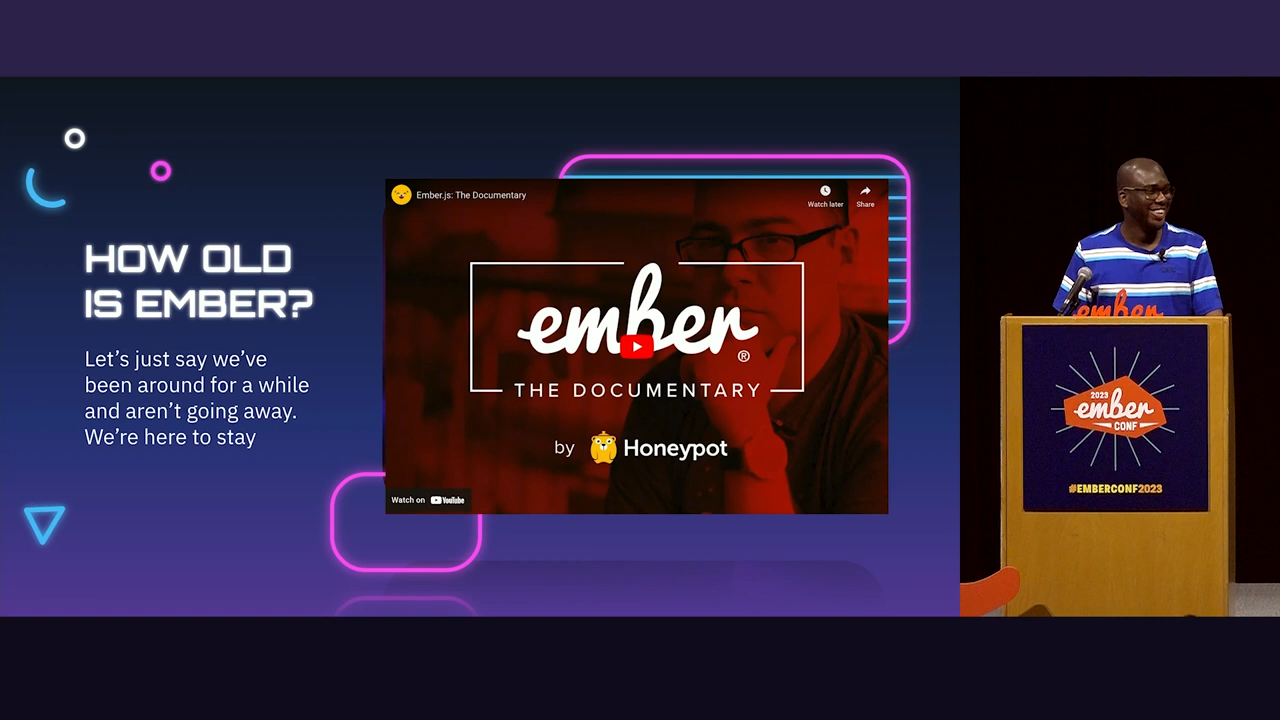 HOW OLD
IS EMBER?
Let's just say we've
been around for a while
and aren't going away.
We're here to stay
Ember.js: The Documentary
Watch later
Share
ember®
THE DOCUMENTARY
by Honeypot
Watch on YouTube
ember
2023
ember
CONF
#EMBERCONF2023